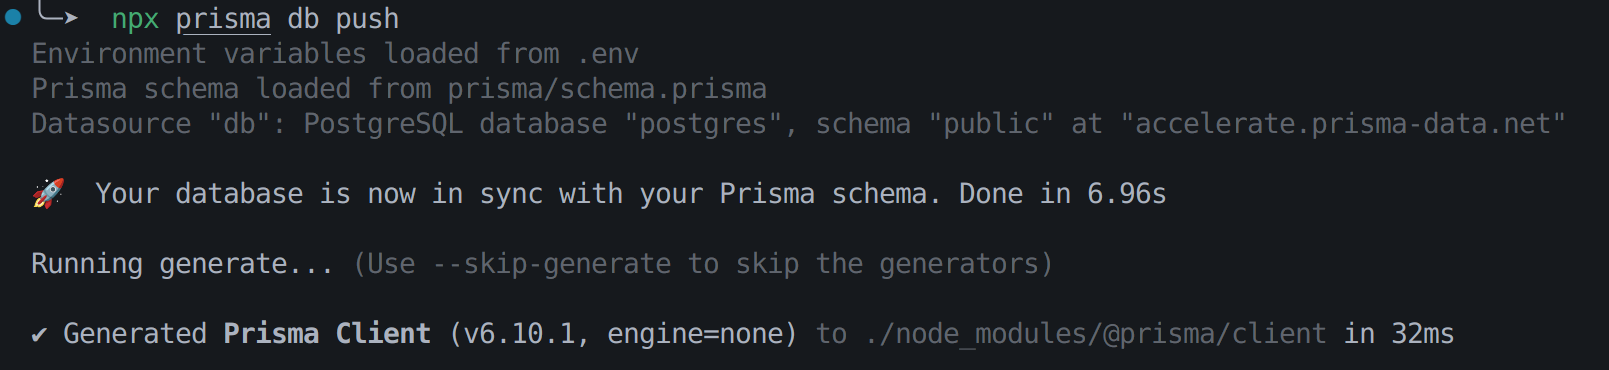 npx prisma db push
Environment variables loaded from .env
Prisma schema loaded from prisma/schema.prisma
Datasource "db": PostgreSQL database "postgres", schema "public" at "accelerate.prisma-data.net"
🚀  Your database is now in sync with your Prisma schema. Done in 6.96s
Running generate... (Use --skip-generate to skip the generators)
✔ Generated Prisma Client (v6.10.1, engine=none) to ./node_modules/@prisma/client in 32ms